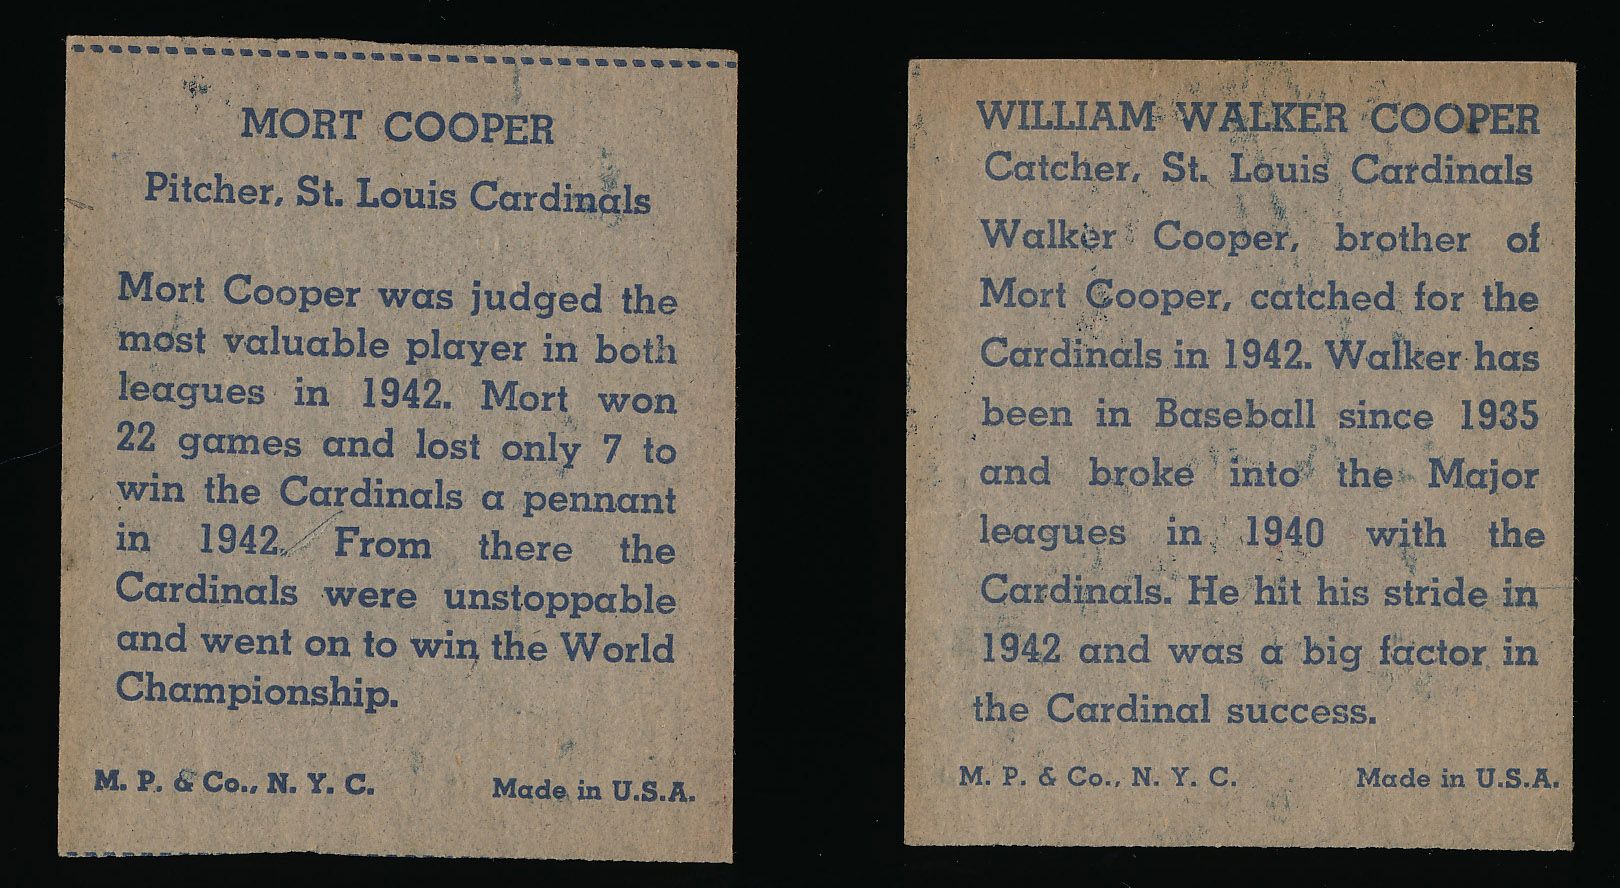 MORT COOPER
Pitcher, St. Louis Cardinals
Mort Cooper was judged the
most valuable player in both
leagues in 1942. Mort won
22 games and lost only 7 to
win the Cardinals a pennant
in 1942. From there the
Cardinals were unstoppable
and went on to win the World
Championship.
M. P. & Co., N. Y. C. Made in U.S.A.
WILLIAM WALKER COOPER
Catcher, St. Louis Cardinals
Walker Cooper, brother of
Mort Cooper, catched for the
Cardinals in 1942. Walker has
been in Baseball since 1935
and broke into the Major
leagues in 1940 with the
Cardinals. He hit his stride in
1942 and was a big factor in
the Cardinal success.
M. P. & Co., N. Y. C. Made in U.S.A.